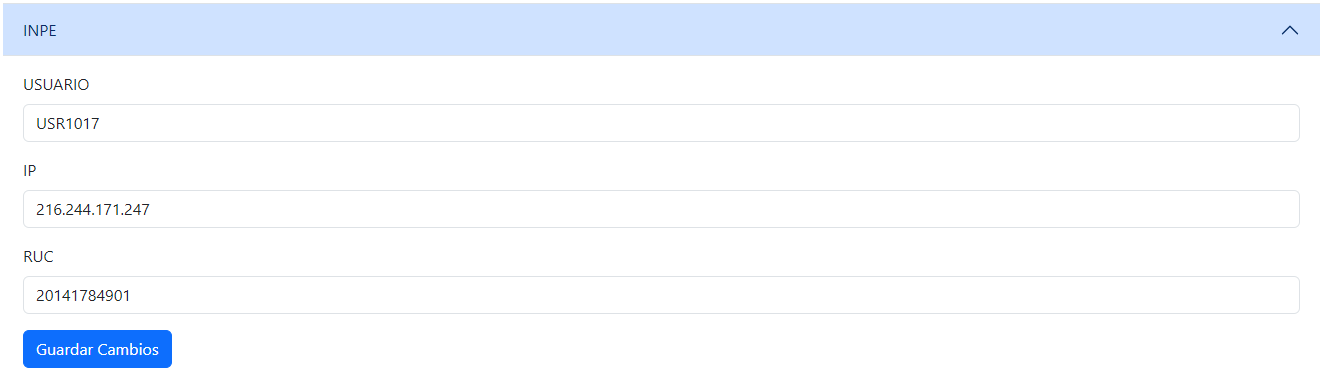 INPE
USUARIO
USR1017
IP
216.244.171.247
RUC
20141784901
Guardar Cambios